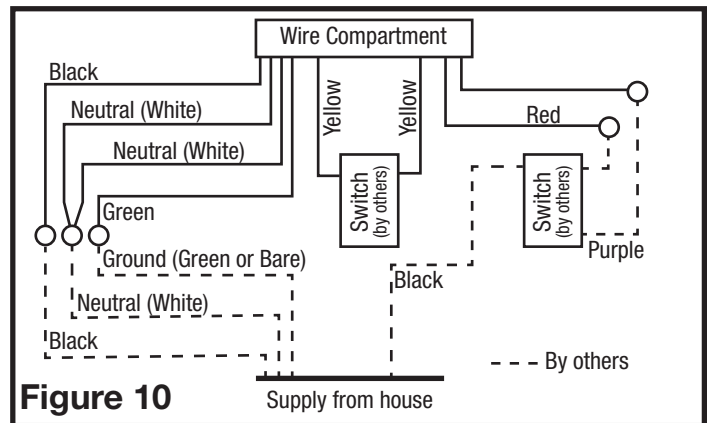 Wire Compartment
Black
Neutral (White)
Neutral (White)
Green
Yellow
Yellow
Red
Switch
(by others)
Switch
(by others)
Purple
Ground (Green or Bare)
Black
Neutral (White)
Black
By others
Figure 10
Supply from house